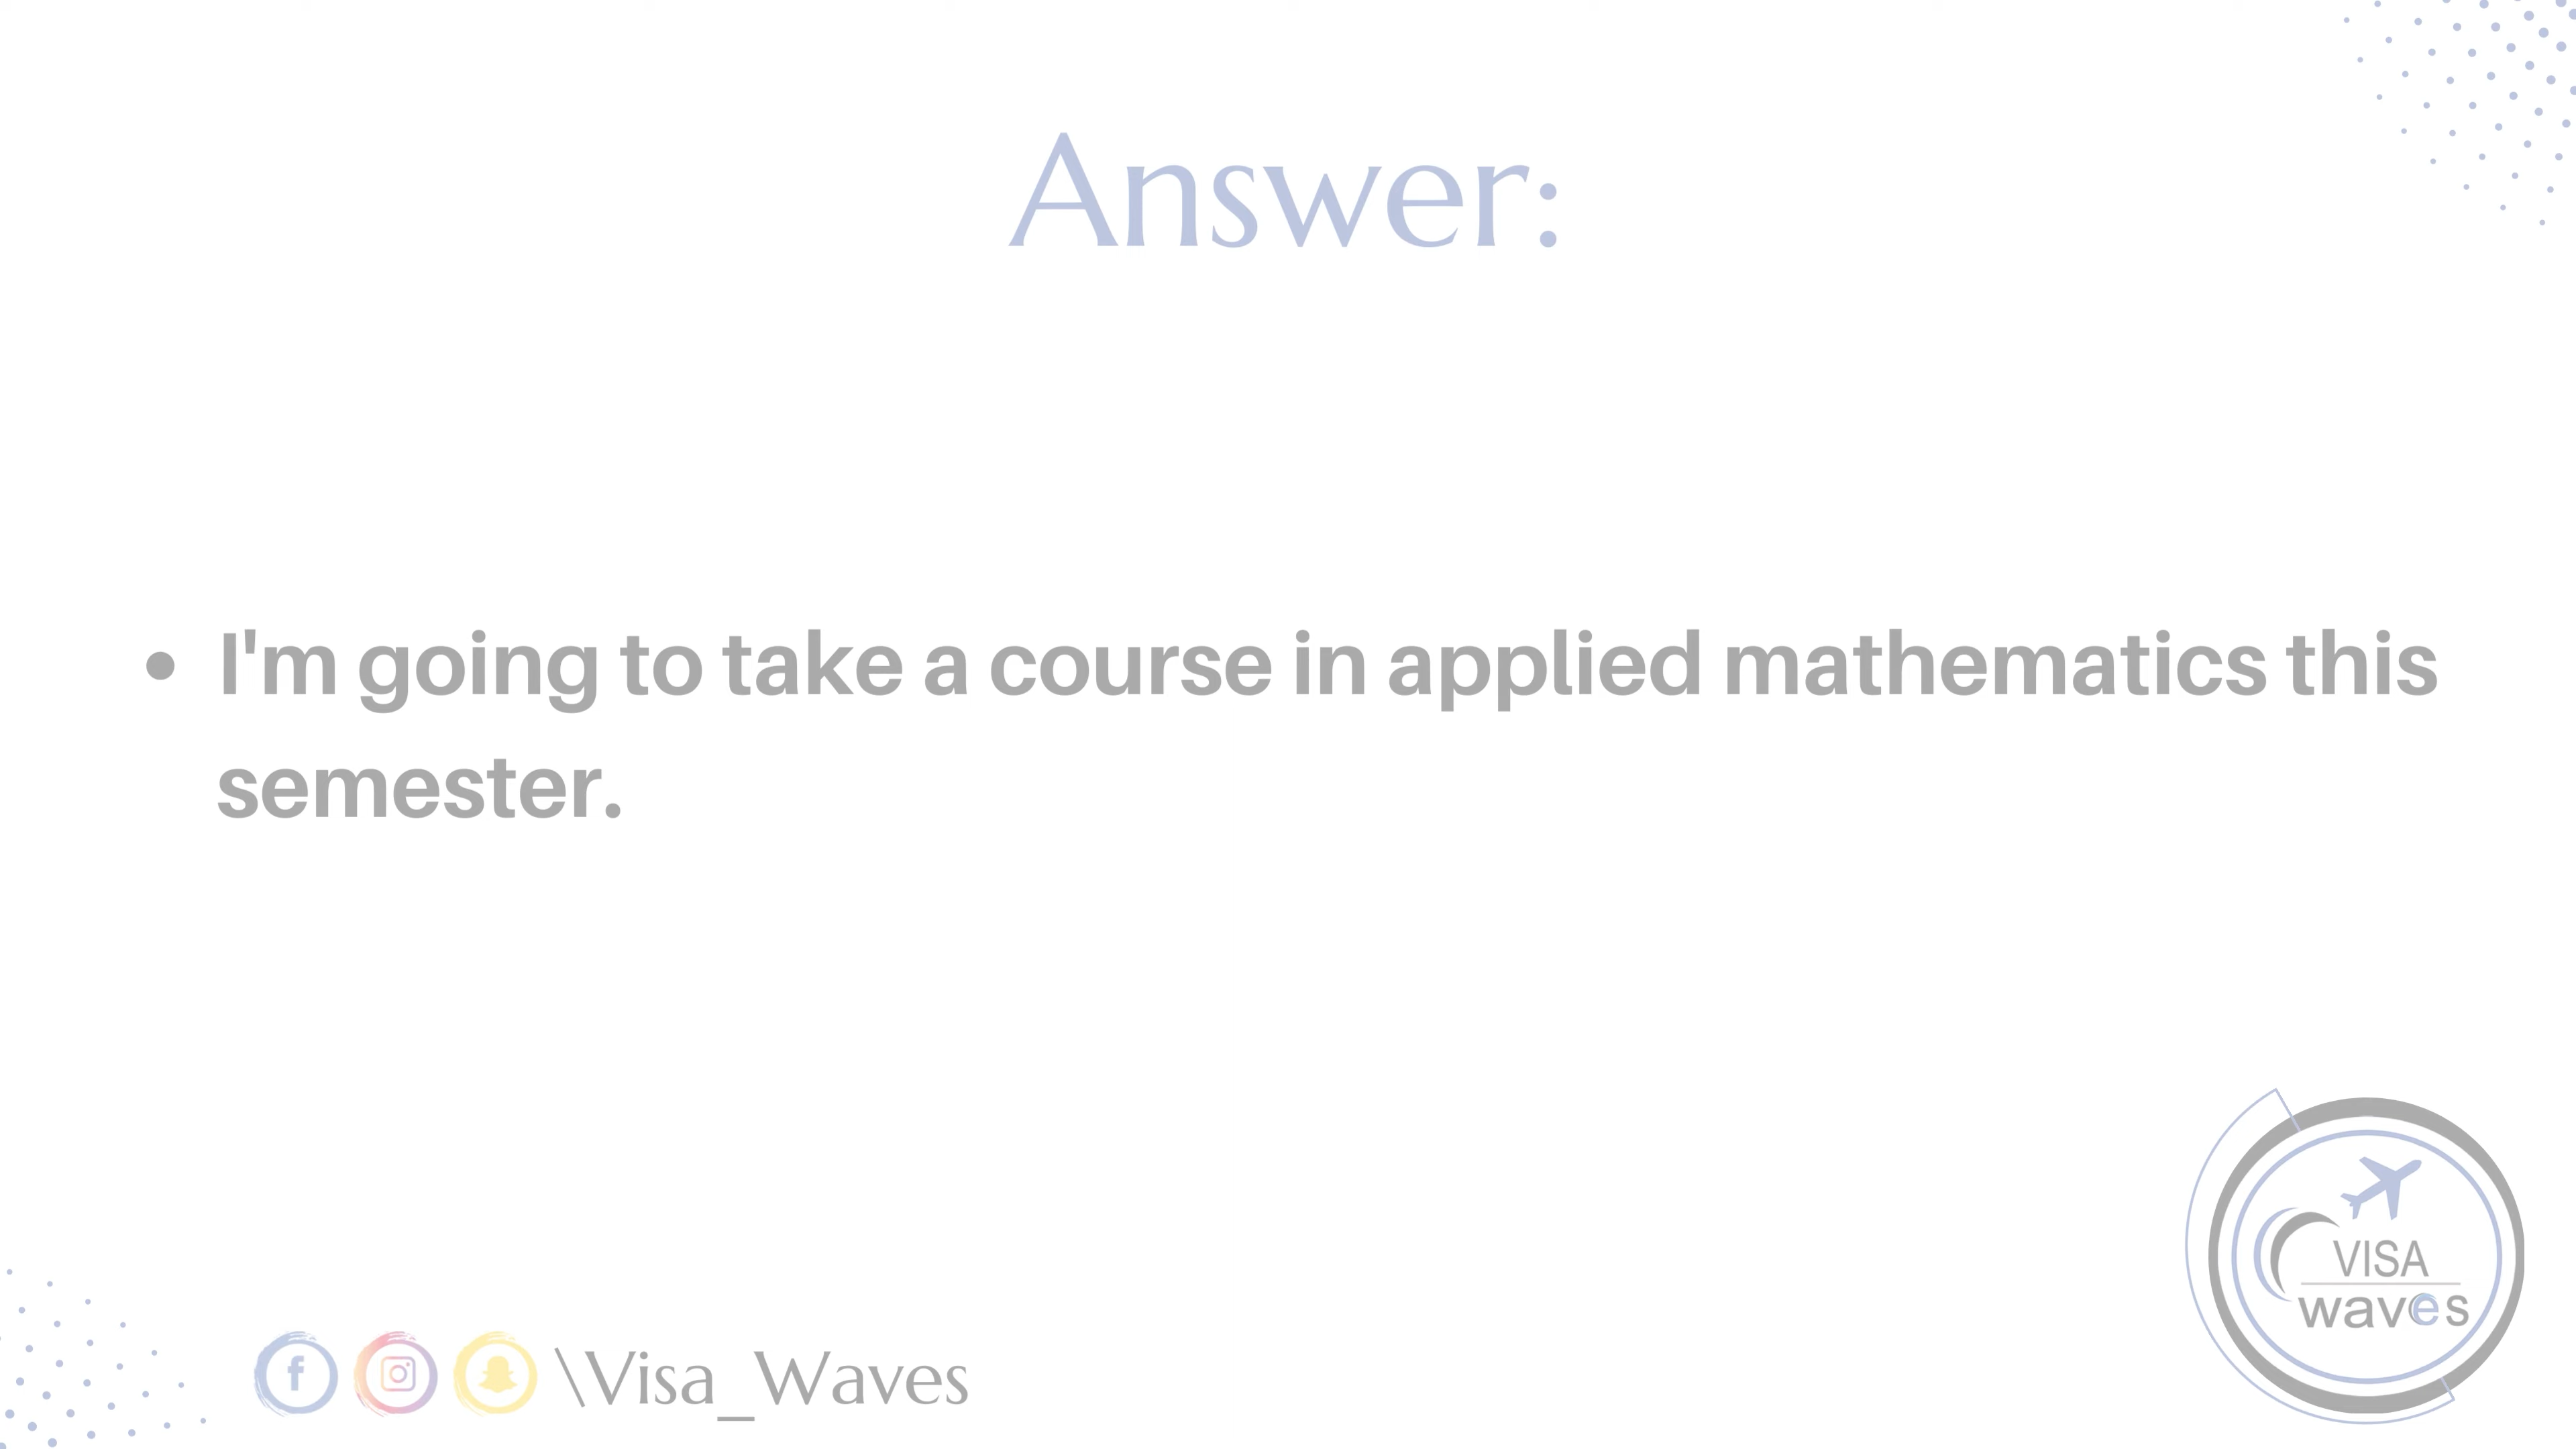 Answer:
• I'm going to take a course in applied mathematics this
semester.
VISA
waves
\Visa_Waves